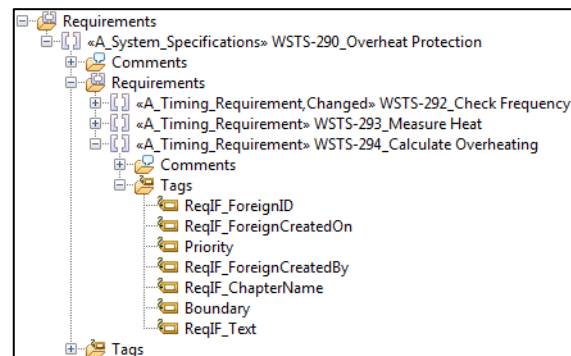 Requirements
«A_System_Specifications» WSTS-290_Overheat Protection
Comments
Requirements
«A_Timing_Requirement,Changed» WSTS-292_Check Frequency
«A_Timing_Requirement» WSTS-293_Measure Heat
«A_Timing_Requirement» WSTS-294_Calculate Overheating
Comments
Tags
ReqIF_ForeignID
ReqIF_ForeignCreatedOn
Priority
ReqIF_ForeignCreatedBy
ReqIF_ChapterName
Boundary
ReqIF_Text
Tags